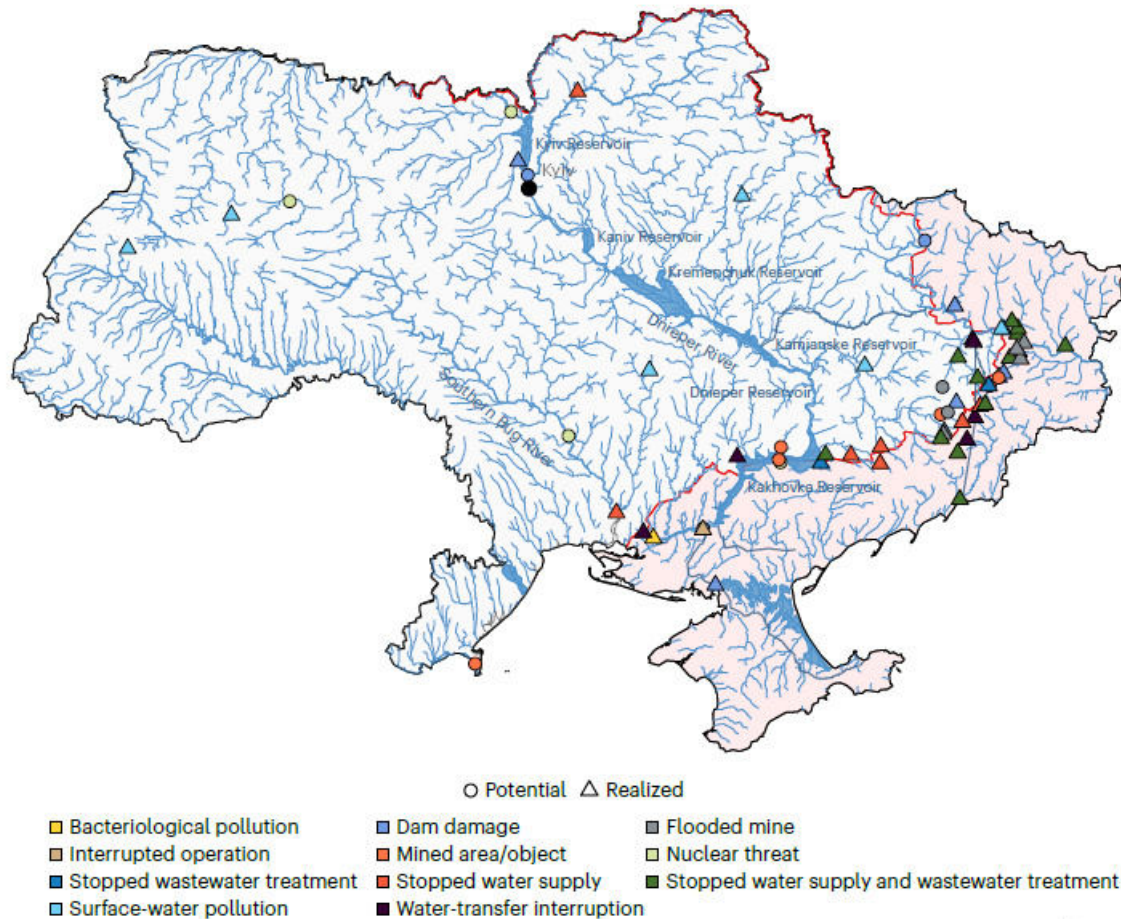 Kyiv Reservoir
Kyiv
Kaniv Reservoir
Kremenchuk Reservoir
Dnieper River
Kamianske Reservoir
Dnieper Reservoir
Southern Bug River
Kakhovka Reservoir
Potential Realized
Bacteriological pollution Dam damage Flooded mine
Interrupted operation Mined area/object Nuclear threat
Stopped wastewater treatment Stopped water supply Stopped water supply and wastewater treatment
Surface-water pollution Water-transfer interruption